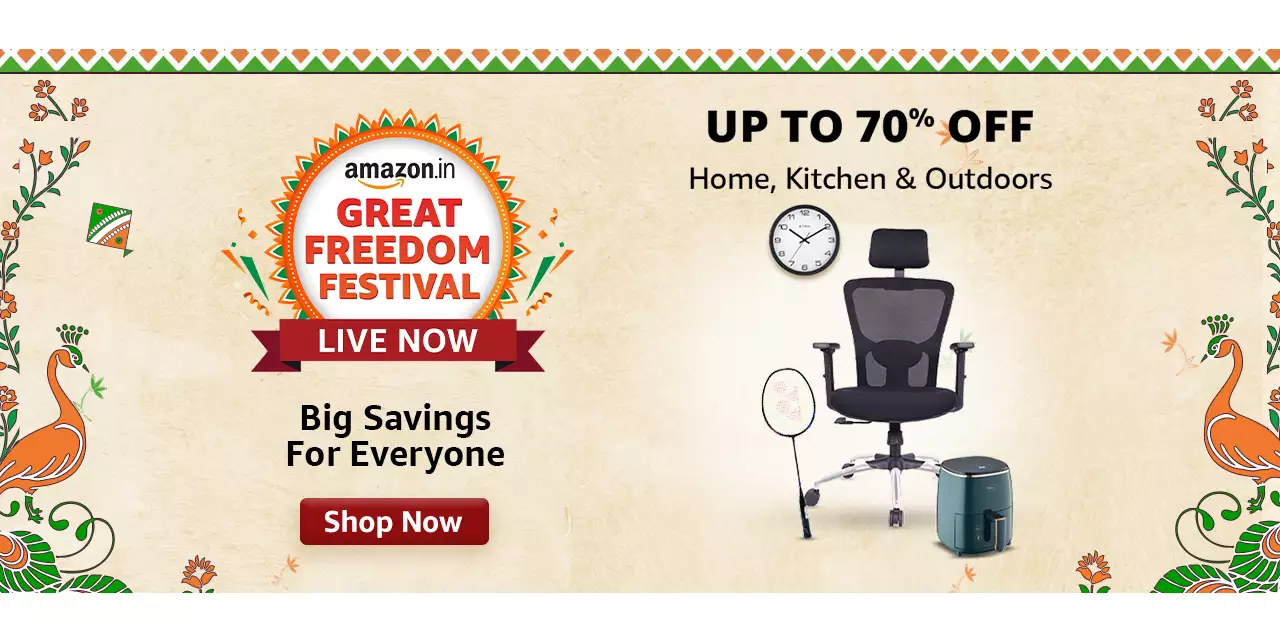 amazon.in
GREAT
FREEDOM
FESTIVAL
LIVE NOW
Big Savings
For Everyone
Shop Now
UP TO 70% OFF
Home, Kitchen & Outdoors